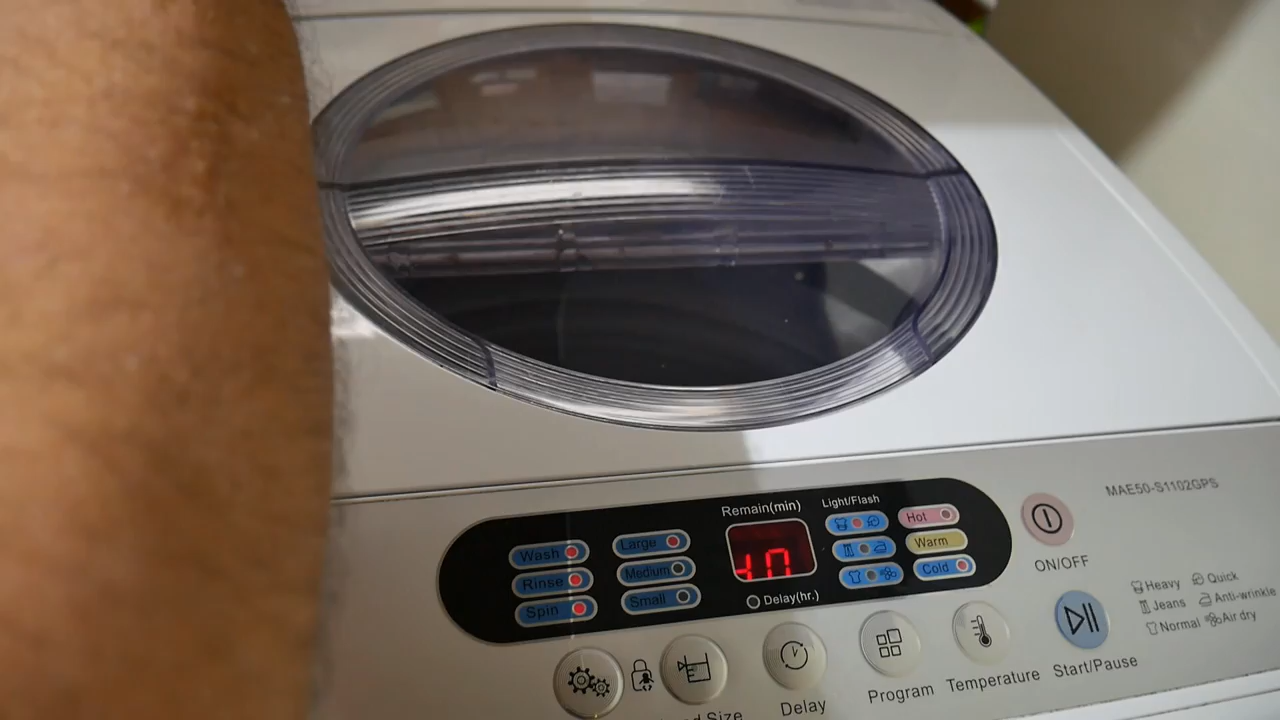 MAE50-S1102GPS
Remain(min)
Light/Flash
Wash
Rinse
Spin
Large
Medium
Small
Delay(hr.)
Hot
Warm
Cold
ON/OFF
Heavy Quick
Jeans Anti-wrinkle
Normal Air dry
Size
Delay
Program
Temperature
Start/Pause